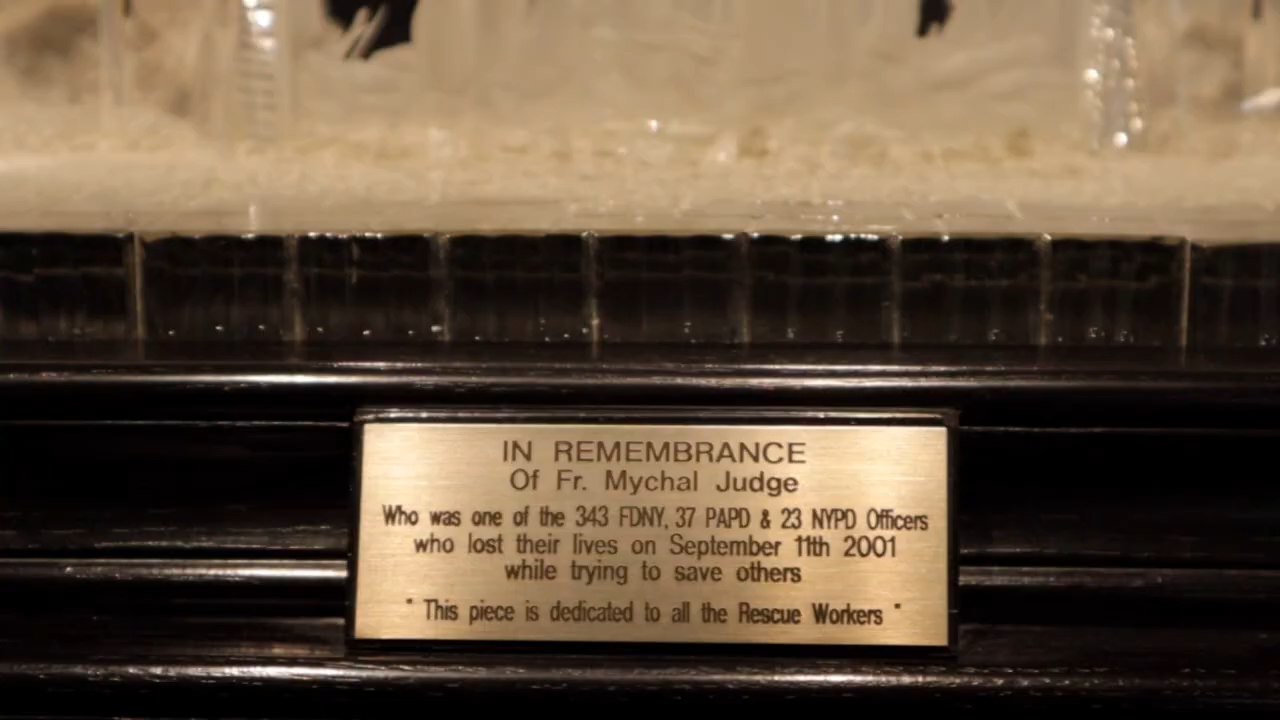 IN REMEMBRANCE
Of Fr. Mychal Judge
Who was one of the 343 FDNY, 37 PAPD & 23 NYPD Officers
who lost their lives on September 11th 2001
while trying to save others
" This piece is dedicated to all the Rescue Workers "